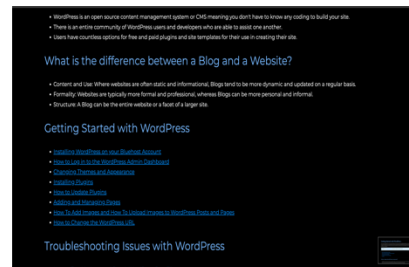 WordPress is an open source content management system or CMS meaning you don't have to know any coding to build your site.
There is an entire community of WordPress users and developers who are able to assist one another.
Users have countless options for free and paid plugins and site templates for their use in creating their site.
What is the difference between a Blog and a Website?
Content and Use: Where websites are often static and informational, Blogs tend to be more dynamic and updated on a regular basis.
Formality: Websites are typically more formal and professional, whereas Blogs can be more personal and informal.
Structure: A Blog can be the entire website or a facet of a larger site.
Getting Started with WordPress
Installing WordPress on your Bluehost Account
How to Log in to the WordPress Admin Dashboard
Changing Themes and Appearance
Installing Plugins
How to Update Plugins
Adding and Managing Pages
How To Add Images and How To Upload Images to WordPress Posts and Pages
How to Change the WordPress URL
Troubleshooting Issues with WordPress